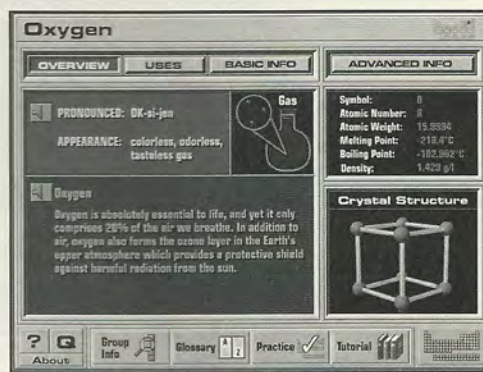 Oxygen
OVERVIEW
USES
BASIC INFO
ADVANCED INFO
PRONOUNCED: OK-si-jen
APPEARANCE: colorless, odorless,
tasteless gas
Gas
Oxygen
Oxygen is absolutely essential to life, and yet it only
comprises 20% of the air we breathe. In addition to
air, oxygen also forms the ozone layer in the Earth's
upper atmosphere which provides a protective shield
against harmful radiation from the sun.
Symbol:
Atomic Number: 8
Atomic Weight: 15.9994
Melting Point: -218.4°C
Boiling Point: -182.962°C
Density: 1.429 g/l
Crystal Structure
? Q
About
Group
Info
Glossary
A Z
Practice
Tutorial